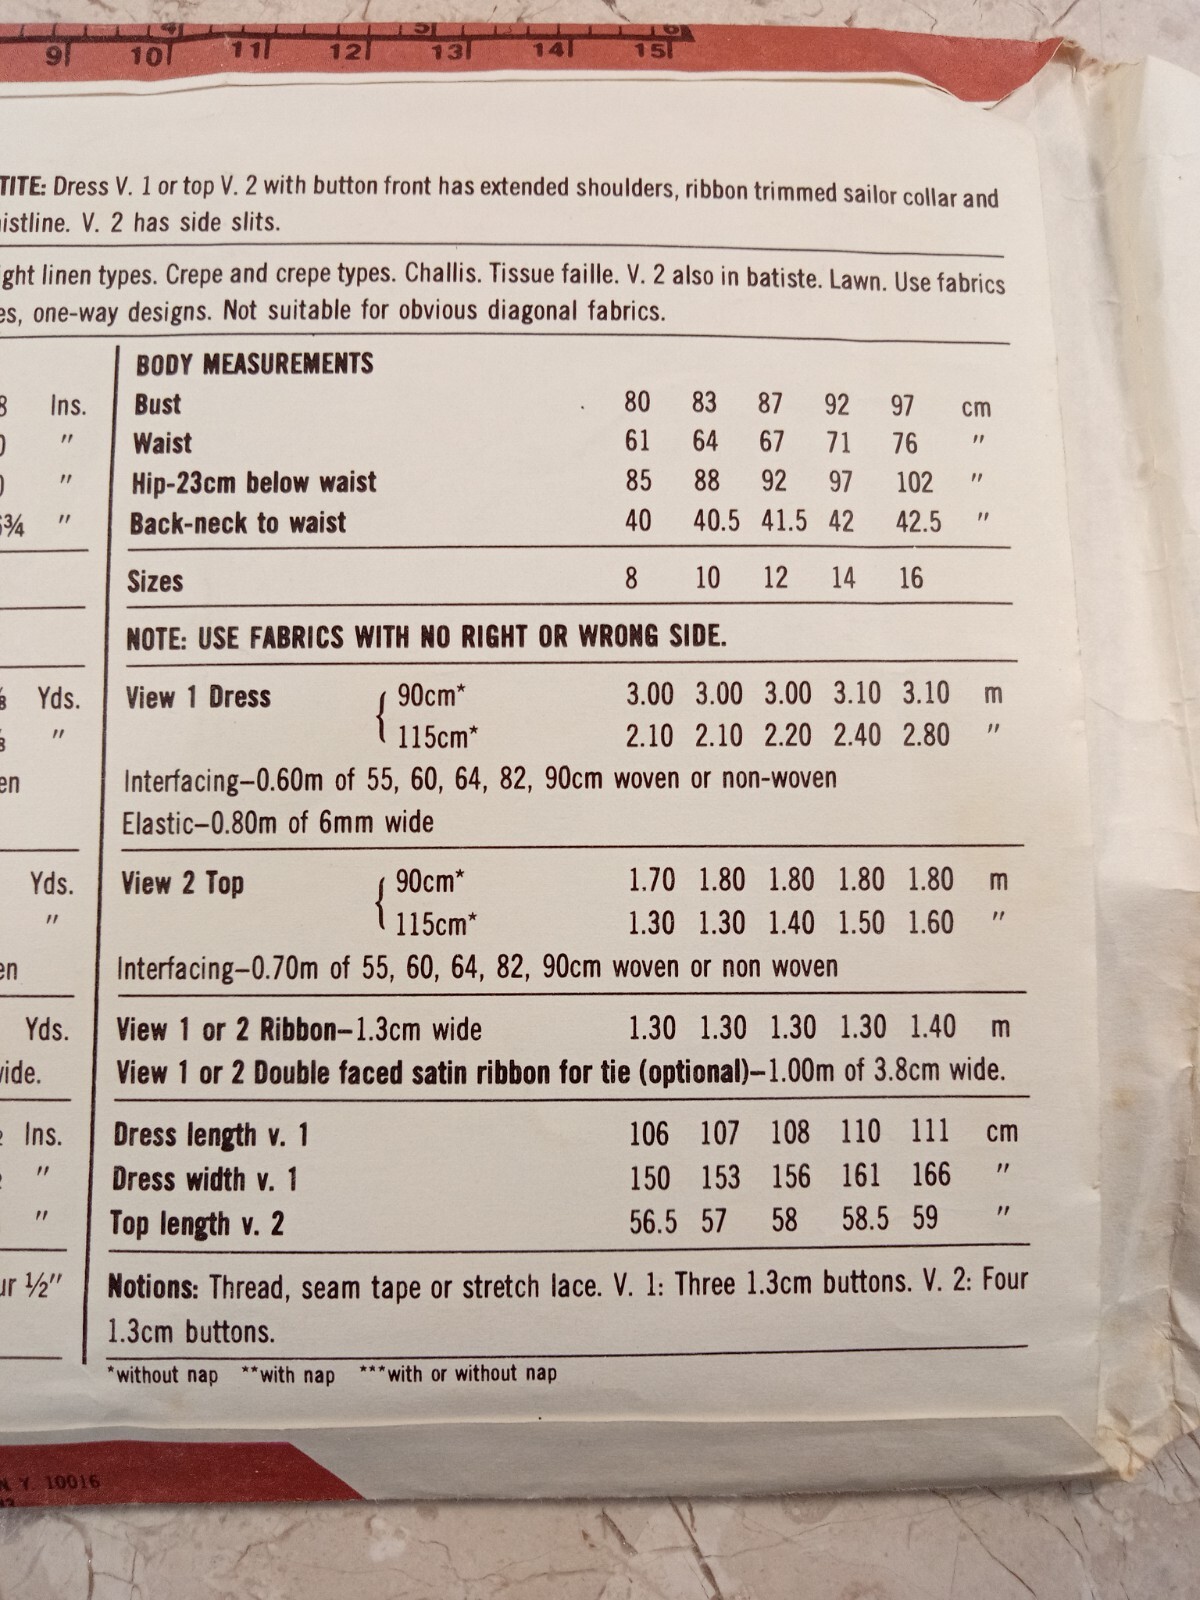 9 10 11 12 13 14 15
TITE: Dress V. 1 or top V. 2 with button front has extended shoulders, ribbon trimmed sailor collar and
istline. V. 2 has side slits.
ght linen types. Crepe and crepe types. Challis. Tissue faille. V. 2 also in batiste. Lawn. Use fabrics
es, one-way designs. Not suitable for obvious diagonal fabrics.
BODY MEASUREMENTS
8 Ins. Bust 80 83 87 92 97 cm
" Waist 61 64 67 71 76 "
" Hip-23cm below waist 85 88 92 97 102 "
¾ " Back-neck to waist 40 40.5 41.5 42 42.5 "
Sizes 8 10 12 14 16
NOTE: USE FABRICS WITH NO RIGHT OR WRONG SIDE.
Yds. View 1 Dress { 90cm* 3.00 3.00 3.00 3.10 3.10 m
" 115cm* 2.10 2.10 2.20 2.40 2.80 "
en Interfacing–0.60m of 55, 60, 64, 82, 90cm woven or non-woven
Elastic–0.80m of 6mm wide
Yds. View 2 Top { 90cm* 1.70 1.80 1.80 1.80 1.80 m
" 115cm* 1.30 1.30 1.40 1.50 1.60 "
en Interfacing–0.70m of 55, 60, 64, 82, 90cm woven or non woven
Yds. View 1 or 2 Ribbon–1.3cm wide 1.30 1.30 1.30 1.30 1.40 m
ide. View 1 or 2 Double faced satin ribbon for tie (optional)–1.00m of 3.8cm wide.
Ins. Dress length v. 1 106 107 108 110 111 cm
" Dress width v. 1 150 153 156 161 166 "
" Top length v. 2 56.5 57 58 58.5 59 "
ur ½" Notions: Thread, seam tape or stretch lace. V. 1: Three 1.3cm buttons. V. 2: Four
1.3cm buttons.
*without nap **with nap ***with or without nap
N. Y. 10016